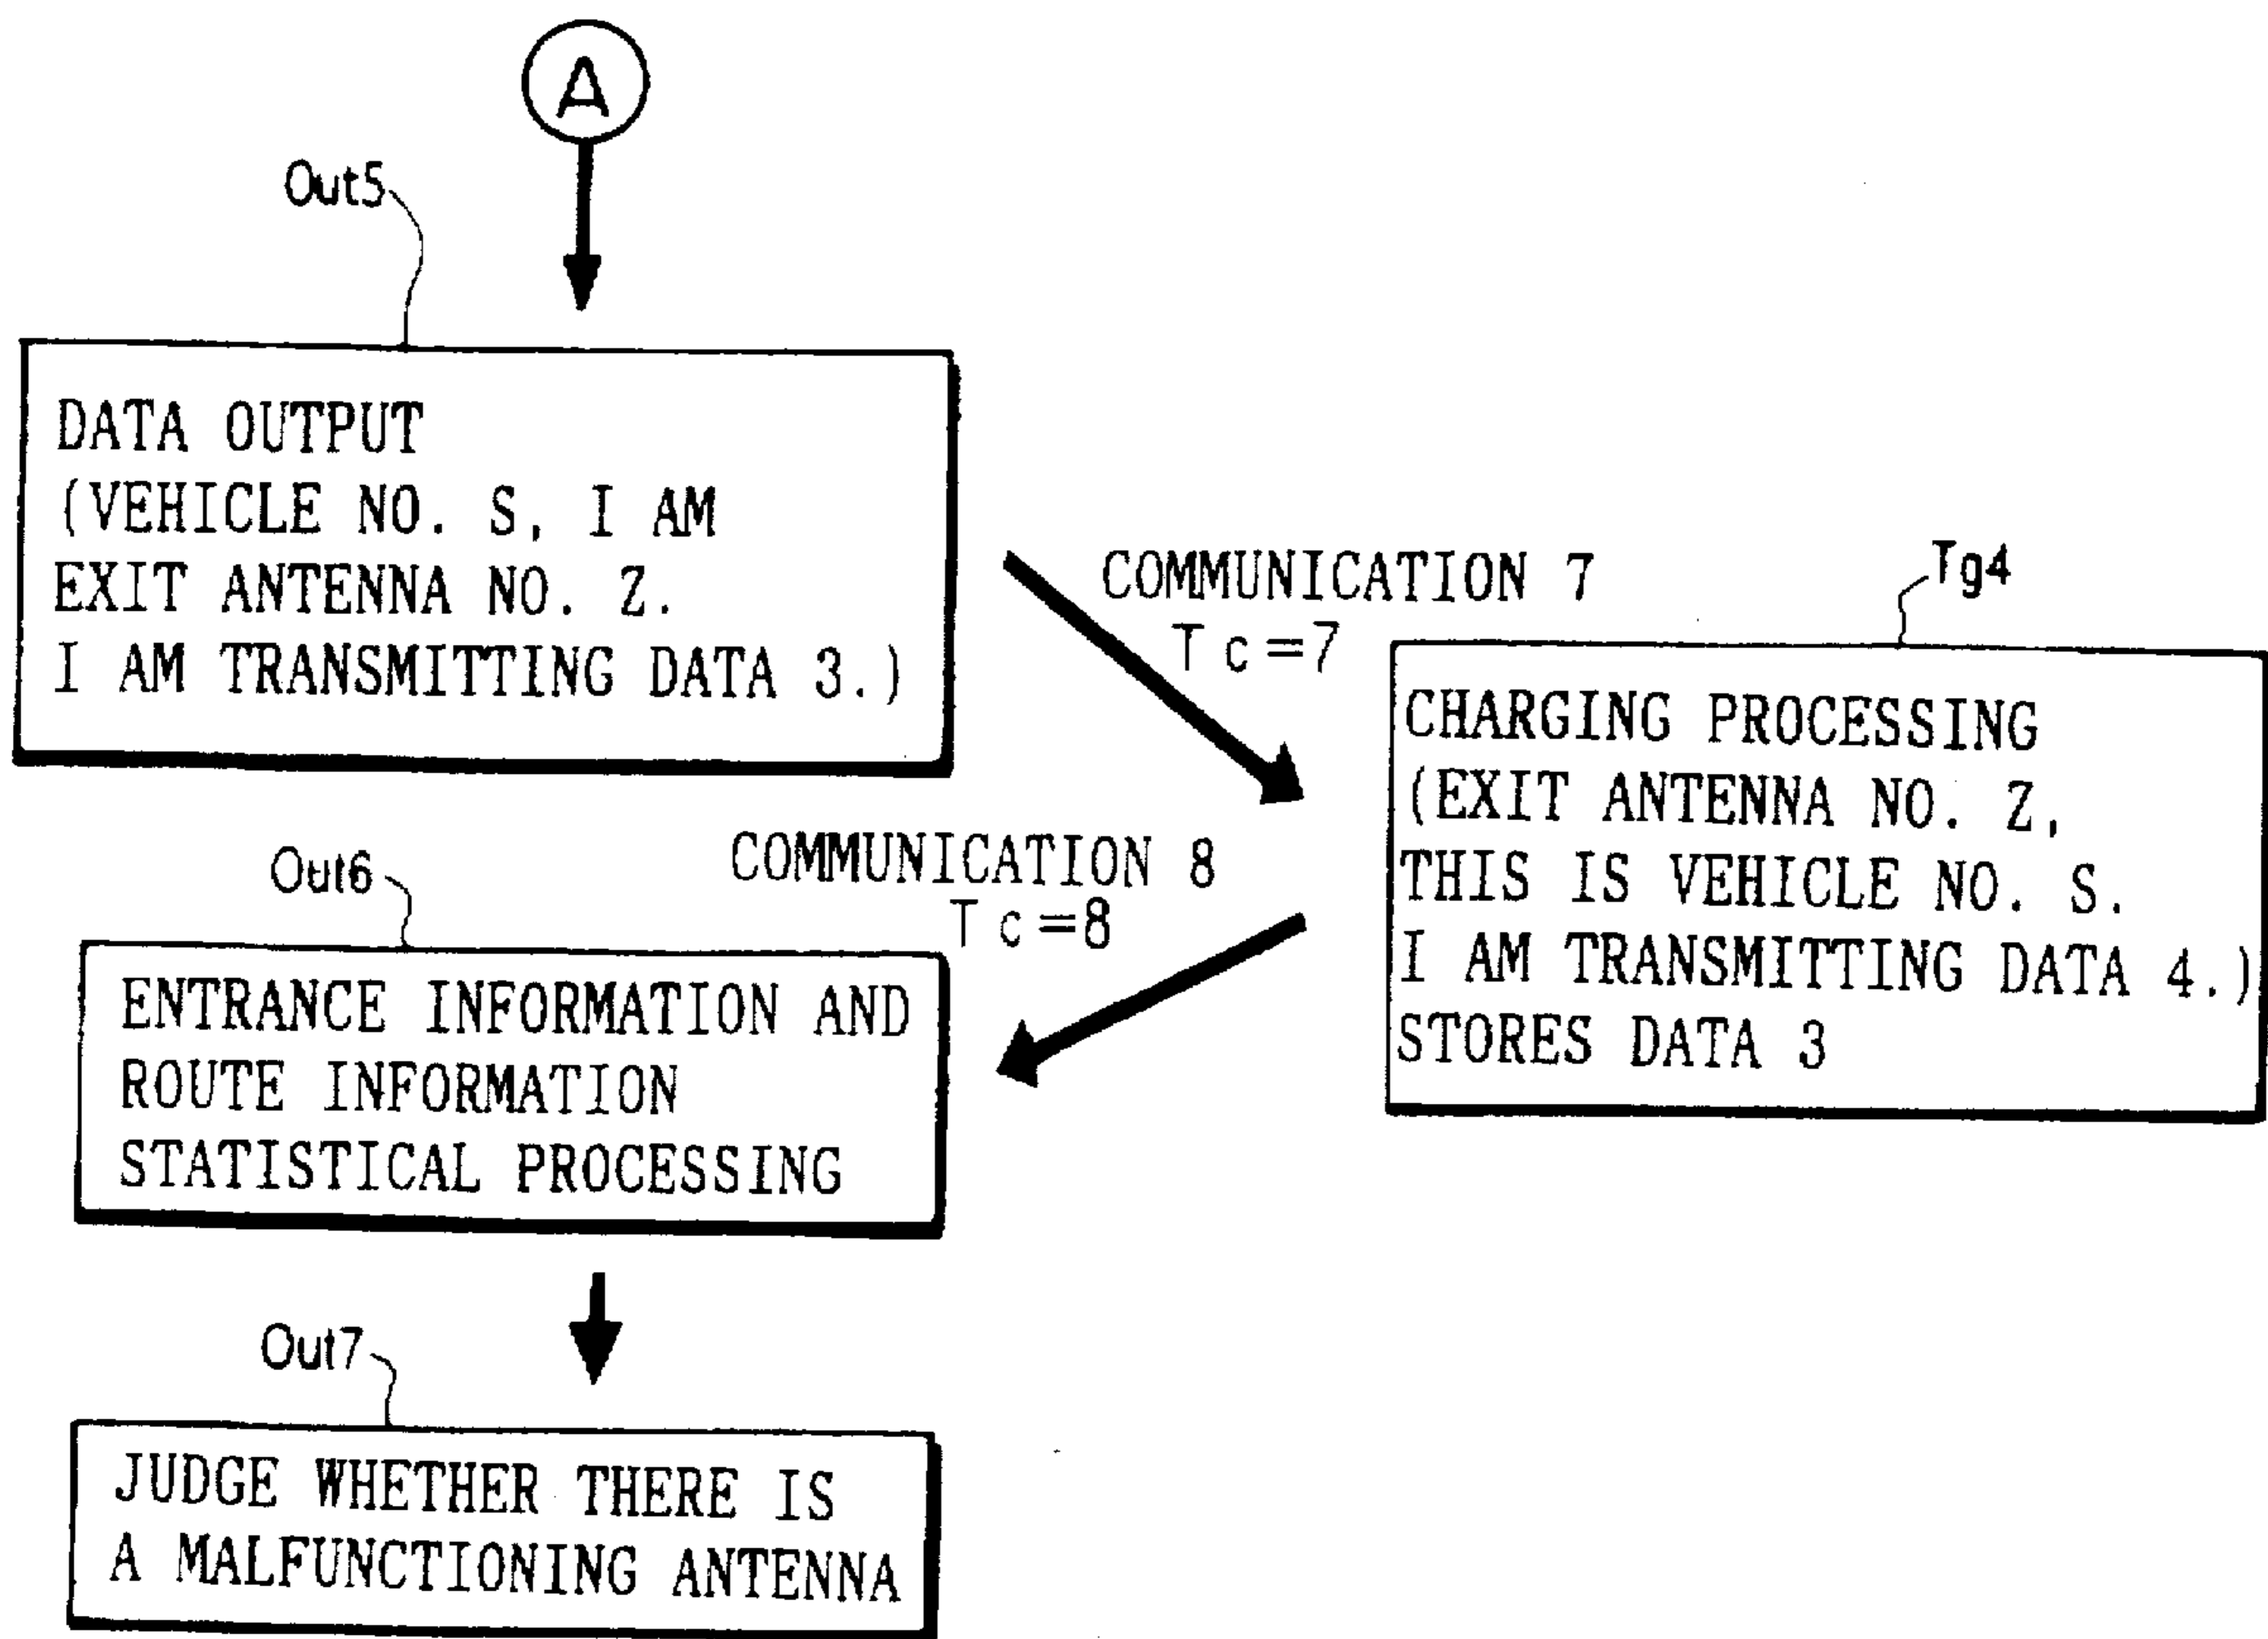 A
Out5
DATA OUTPUT
(VEHICLE NO. S, I AM
EXIT ANTENNA NO. Z.
I AM TRANSMITTING DATA 3.)
COMMUNICATION 7
Tc=7
Tg4
CHARGING PROCESSING
(EXIT ANTENNA NO. Z,
THIS IS VEHICLE NO. S.
I AM TRANSMITTING DATA 4.)
STORES DATA 3
COMMUNICATION 8
Tc=8
Out6
ENTRANCE INFORMATION AND
ROUTE INFORMATION
STATISTICAL PROCESSING
Out7
JUDGE WHETHER THERE IS
A MALFUNCTIONING ANTENNA